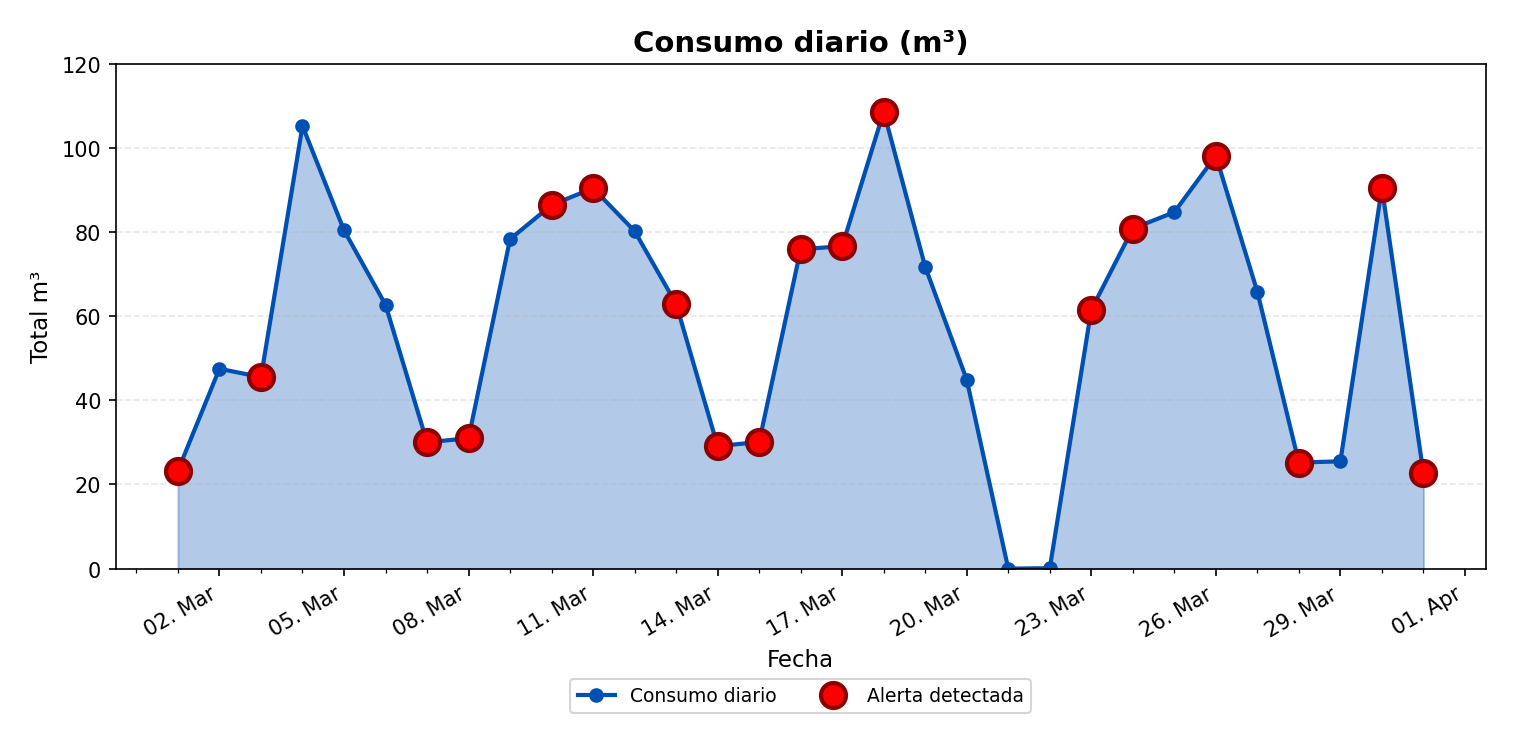 Consumo diario (m³)
120
100
80
60
40
20
0
Total m³
02. Mar
05. Mar
08. Mar
11. Mar
14. Mar
17. Mar
20. Mar
23. Mar
26. Mar
29. Mar
01. Apr
Fecha
Consumo diario
Alerta detectada